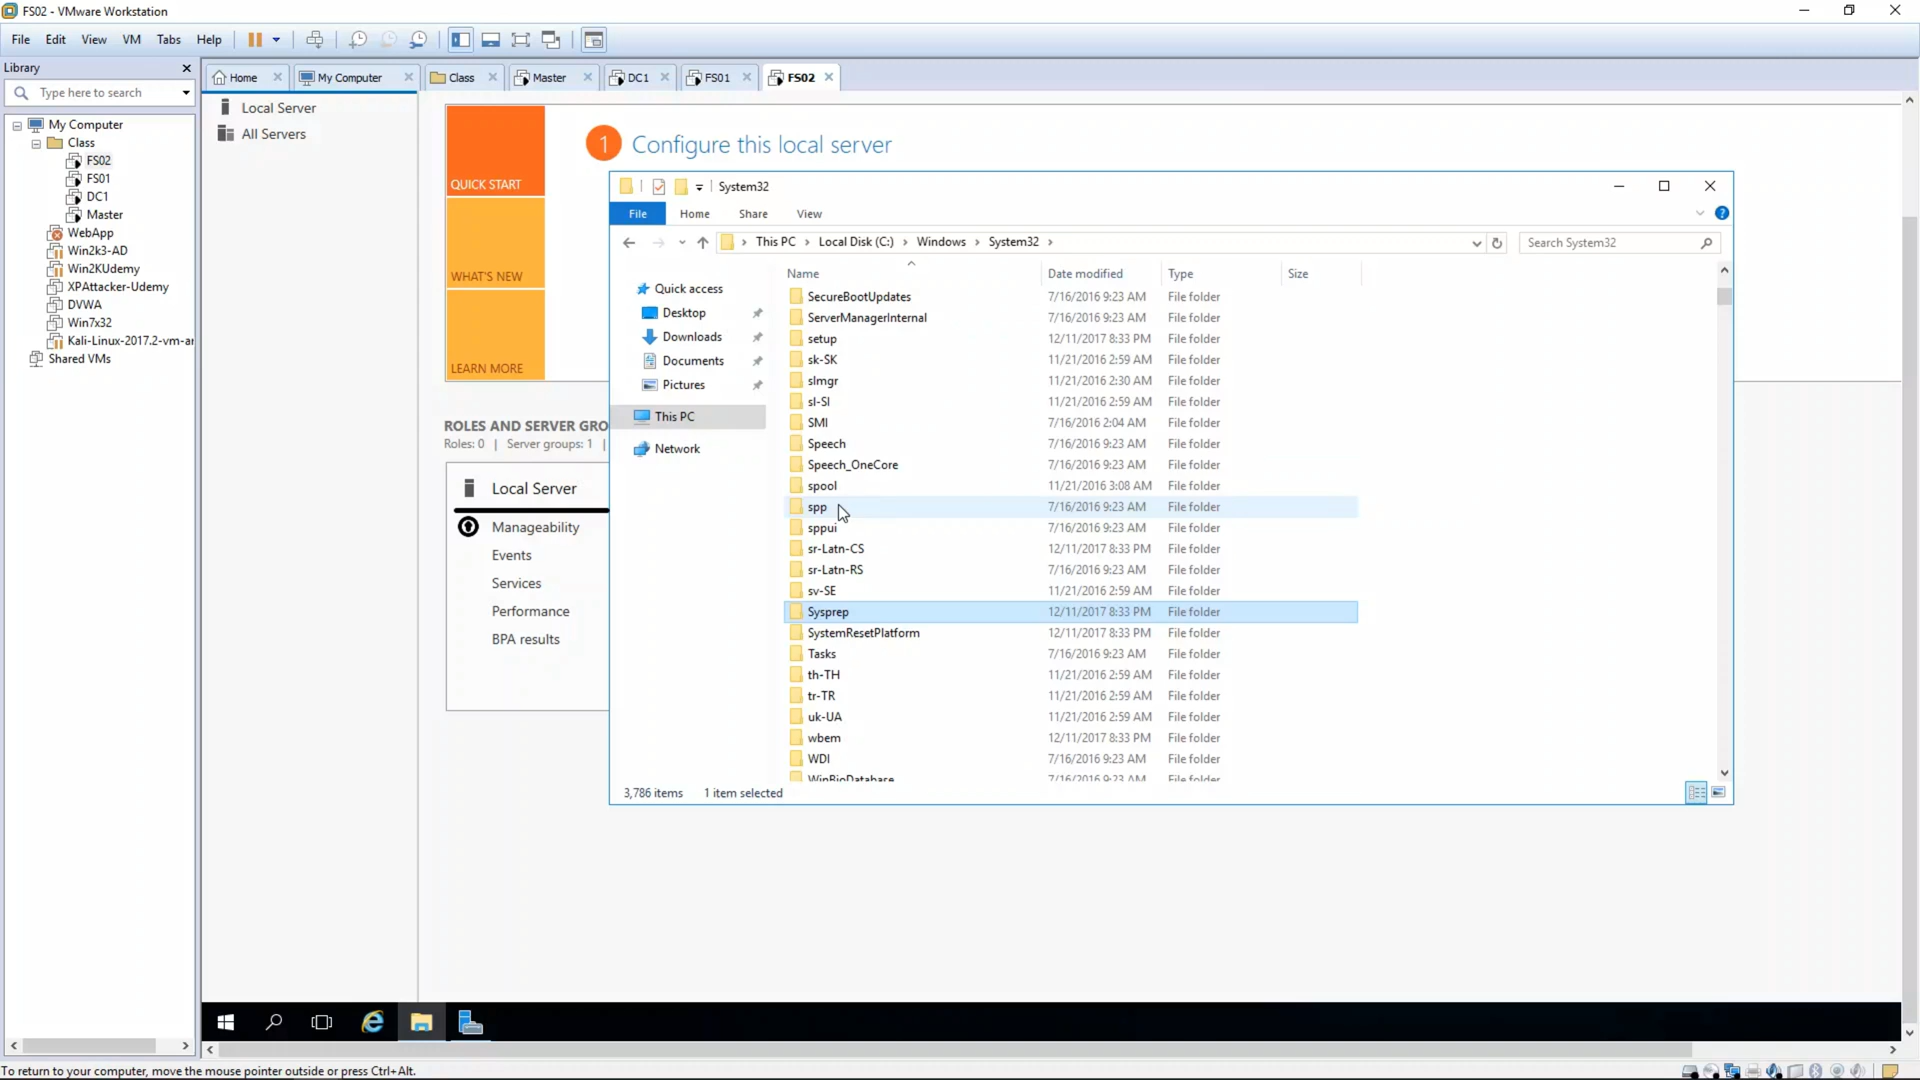 FS02 - VMware Workstation
File Edit View VM Tabs Help
Library
Type here to search
My Computer
Class
FS02
FS01
DC1
Master
WebApp
Win2k3-AD
Win2KUdemy
XPAttacker-Udemy
DVWA
Win7x32
Kali-Linux-2017.2-vm-ar
Shared VMs
Home My Computer Class Master DC1 FS01 FS02
Local Server
All Servers
QUICK START
WHAT'S NEW
LEARN MORE
1 Configure this local server
ROLES AND SERVER GRO
Roles: 0 | Server groups: 1 |
Local Server
Manageability
Events
Services
Performance
BPA results
System32
File Home Share View
This PC Local Disk (C:) Windows System32
Search System32
Quick access
Desktop
Downloads
Documents
Pictures
This PC
Network
Name Date modified Type Size
SecureBootUpdates 7/16/2016 9:23 AM File folder
ServerManagerInternal 7/16/2016 9:23 AM File folder
setup 12/11/2017 8:33 PM File folder
sk-SK 11/21/2016 2:59 AM File folder
slmgr 11/21/2016 2:30 AM File folder
sl-SI 11/21/2016 2:59 AM File folder
SMI 7/16/2016 2:04 AM File folder
Speech 7/16/2016 9:23 AM File folder
Speech_OneCore 7/16/2016 9:23 AM File folder
spool 11/21/2016 3:08 AM File folder
spp 7/16/2016 9:23 AM File folder
sppui 7/16/2016 9:23 AM File folder
sr-Latn-CS 12/11/2017 8:33 PM File folder
sr-Latn-RS 7/16/2016 9:23 AM File folder
sv-SE 11/21/2016 2:59 AM File folder
Sysprep 12/11/2017 8:33 PM File folder
SystemResetPlatform 12/11/2017 8:33 PM File folder
Tasks 7/16/2016 9:23 AM File folder
th-TH 11/21/2016 2:59 AM File folder
tr-TR 11/21/2016 2:59 AM File folder
uk-UA 11/21/2016 2:59 AM File folder
wbem 12/11/2017 8:33 PM File folder
WDI 7/16/2016 9:23 AM File folder
WinBioDatabase 7/16/2016 9:23 AM File folder
3,786 items 1 item selected
To return to your computer, move the mouse pointer outside or press Ctrl+Alt.